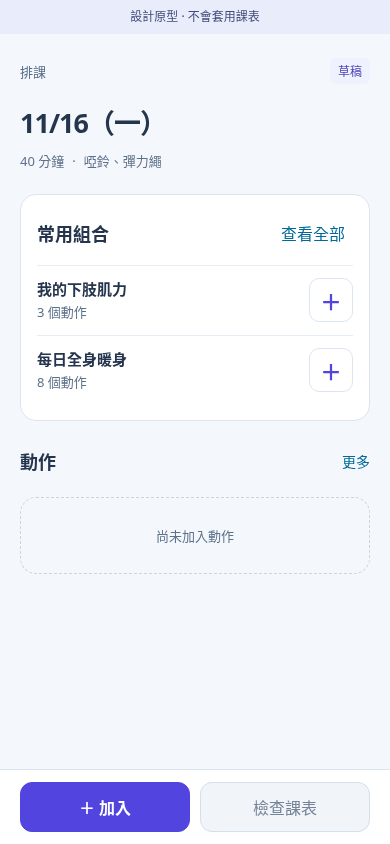 設計原型 · 不會套用課表
排課
草稿
11/16（一）
40 分鐘 · 啞鈴、彈力繩
常用組合
查看全部
我的下肢肌力
3 個動作
＋
每日全身暖身
8 個動作
＋
動作
更多
尚未加入動作
＋ 加入
檢查課表